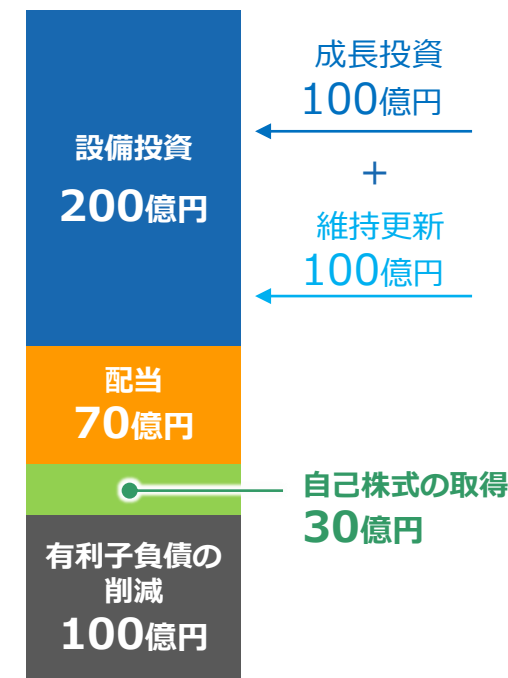 設備投資
200億円
成長投資
100億円
+
維持更新
100億円
配当
70億円
自己株式の取得
30億円
有利子負債の
削減
100億円